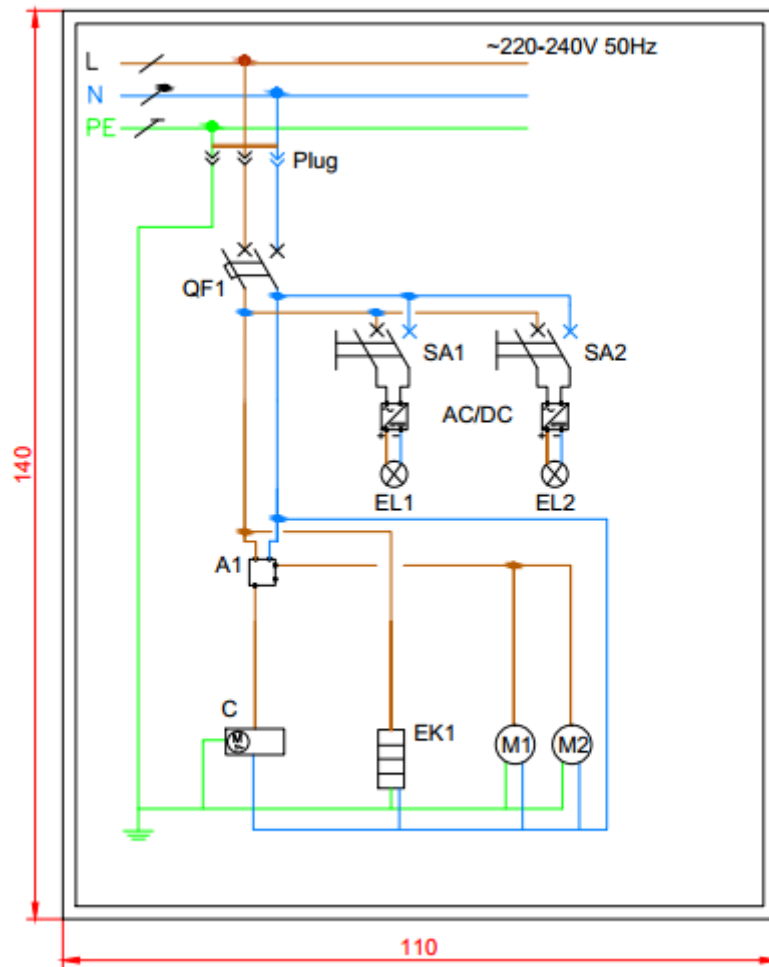 ~220-240V 50Hz
L
N
PE
Plug
QF1
SA1
SA2
AC/DC
+ −
+ −
EL1
EL2
140
A1
C
EK1
M
M1
M2
110